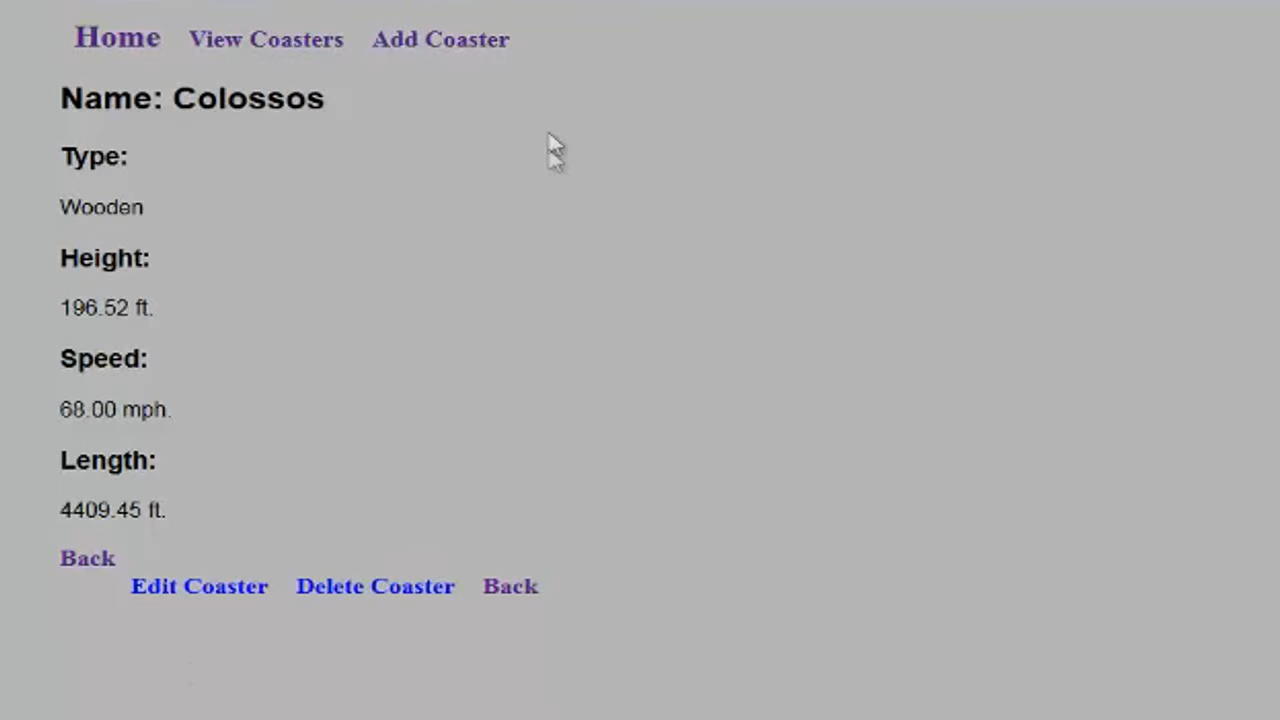 Home View Coasters Add Coaster
Name: Colossos
Type:
Wooden
Height:
196.52 ft.
Speed:
68.00 mph.
Length:
4409.45 ft.
Back
Edit Coaster Delete Coaster Back